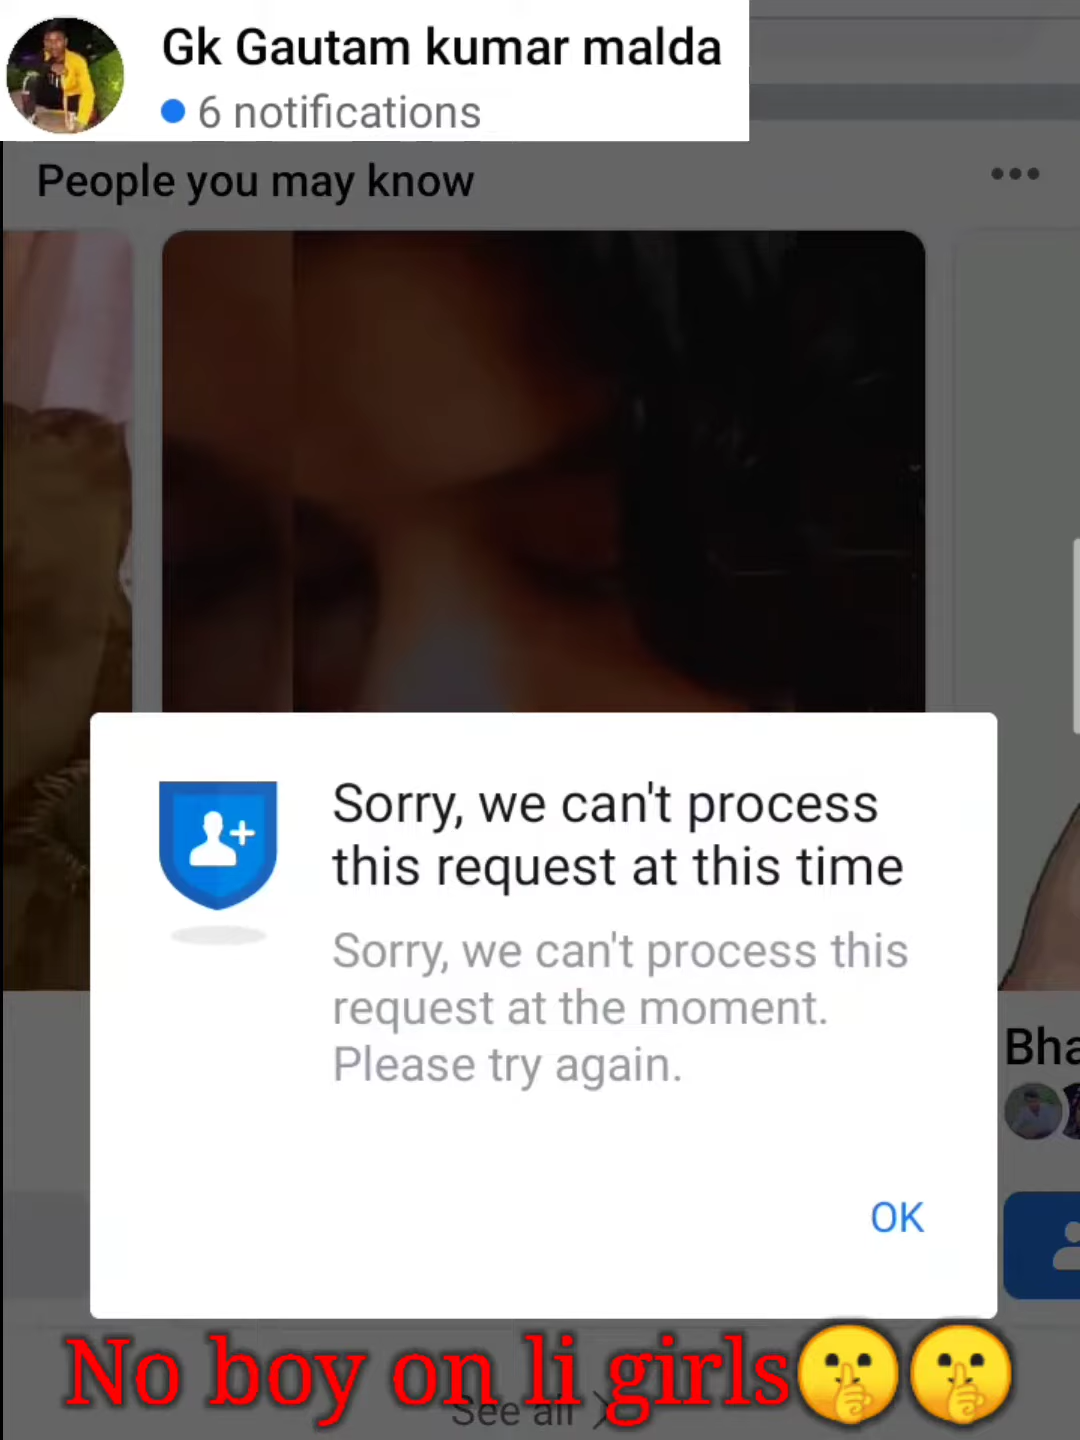 Gk Gautam kumar malda
6 notifications
People you may know
Sorry, we can't process
this request at this time
Sorry, we can't process this
request at the moment.
Please try again.
Bha
OK
No boy on li girls🤫🤫
See all